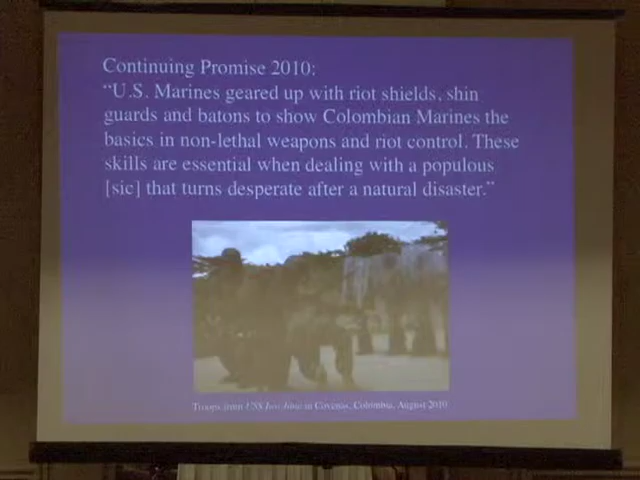 Continuing Promise 2010:
“U.S. Marines geared up with riot shields, shin
guards and batons to show Colombian Marines the
basics in non-lethal weapons and riot control. These
skills are essential when dealing with a populous
[sic] that turns desperate after a natural disaster.”
Troops from USS Iwo Jima in Coveñas, Colombia, August 2010